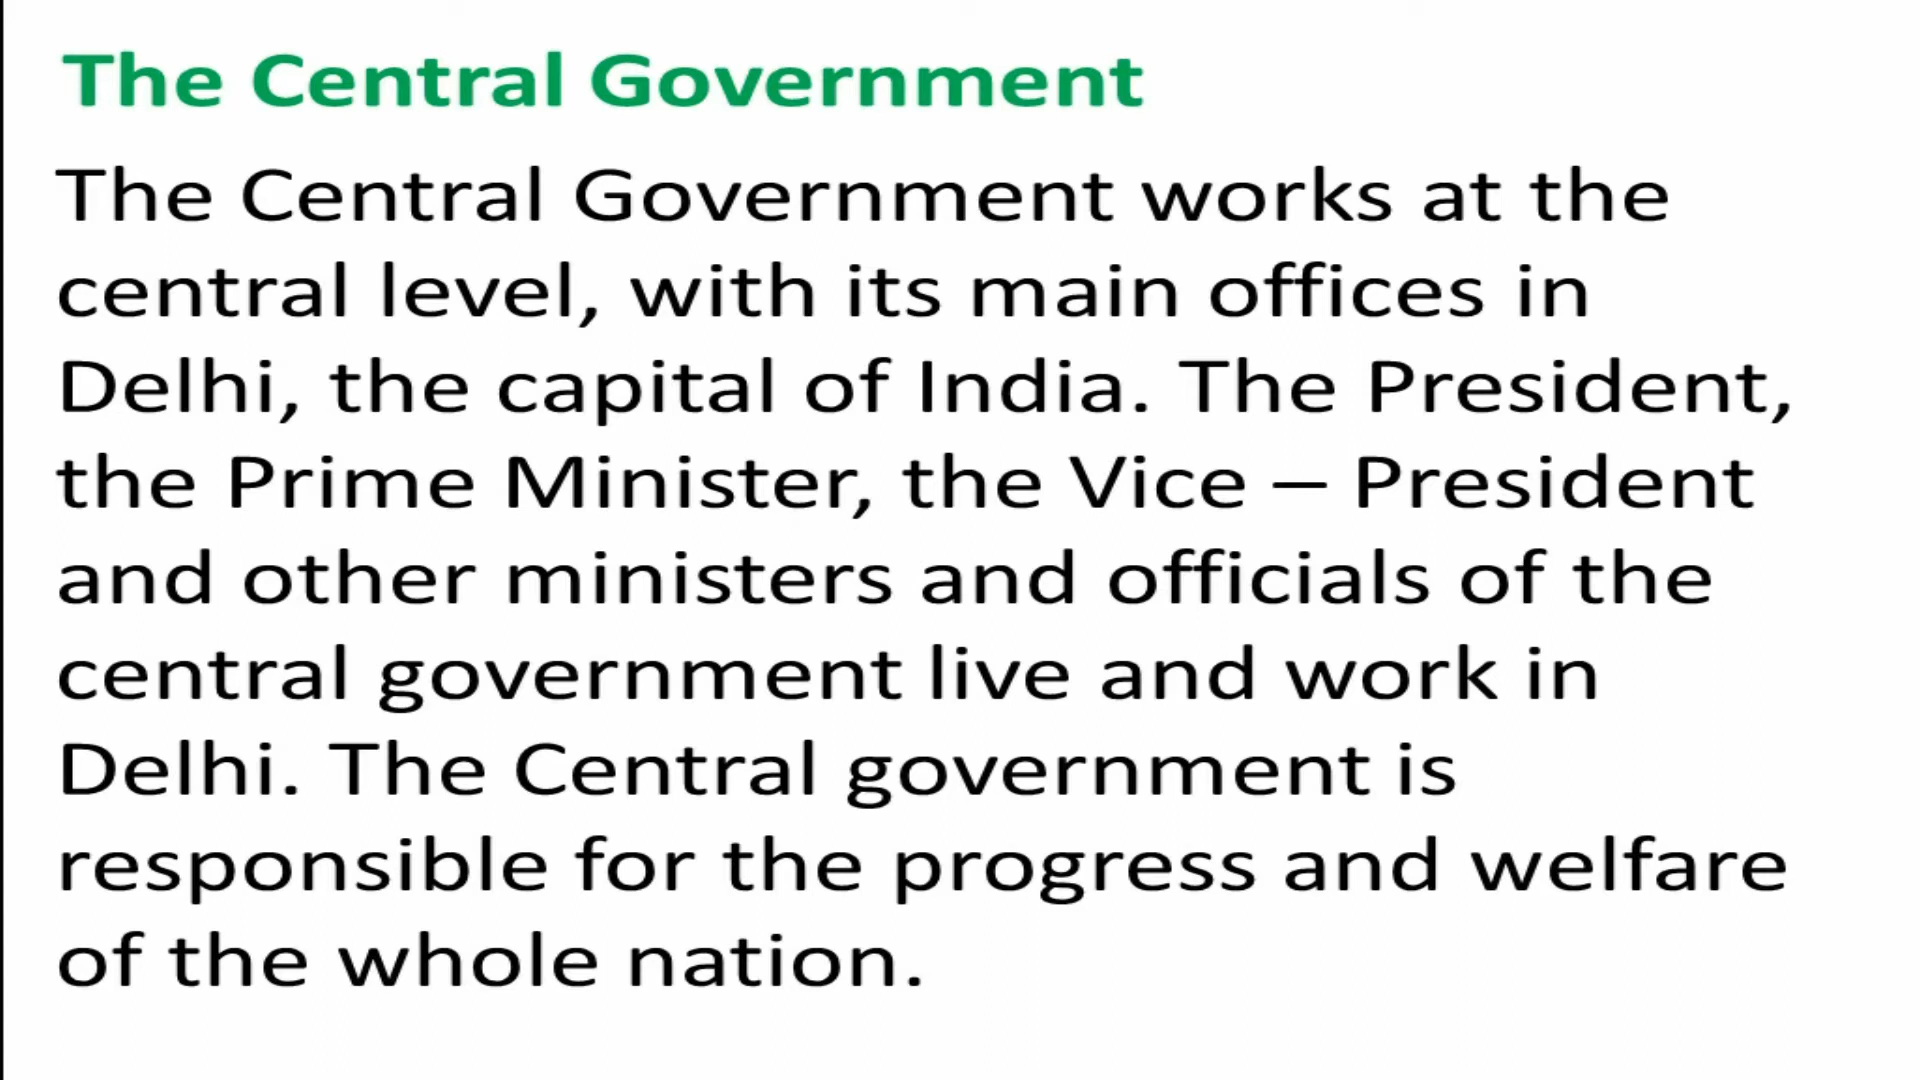 The Central Government
The Central Government works at the
central level, with its main offices in
Delhi, the capital of India. The President,
the Prime Minister, the Vice – President
and other ministers and officials of the
central government live and work in
Delhi. The Central government is
responsible for the progress and welfare
of the whole nation.